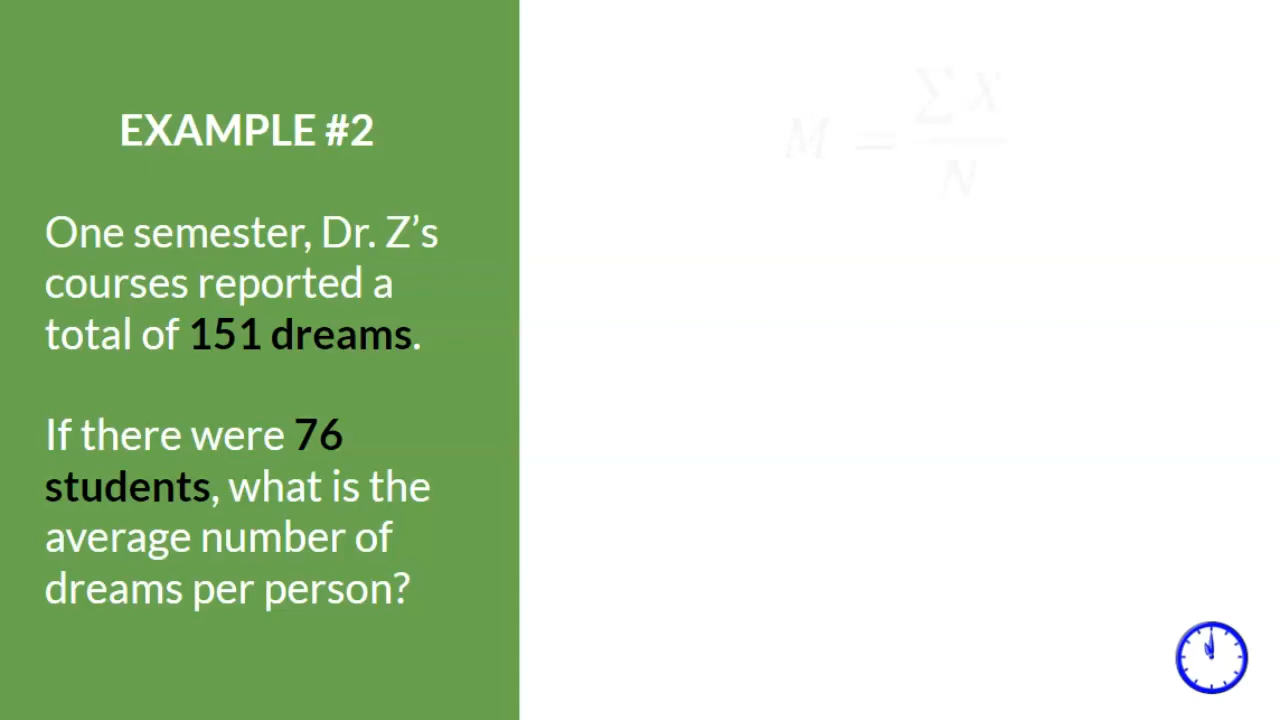 EXAMPLE #2
One semester, Dr. Z’s
courses reported a
total of 151 dreams.
If there were 76
students, what is the
average number of
dreams per person?
M = ∑X / N